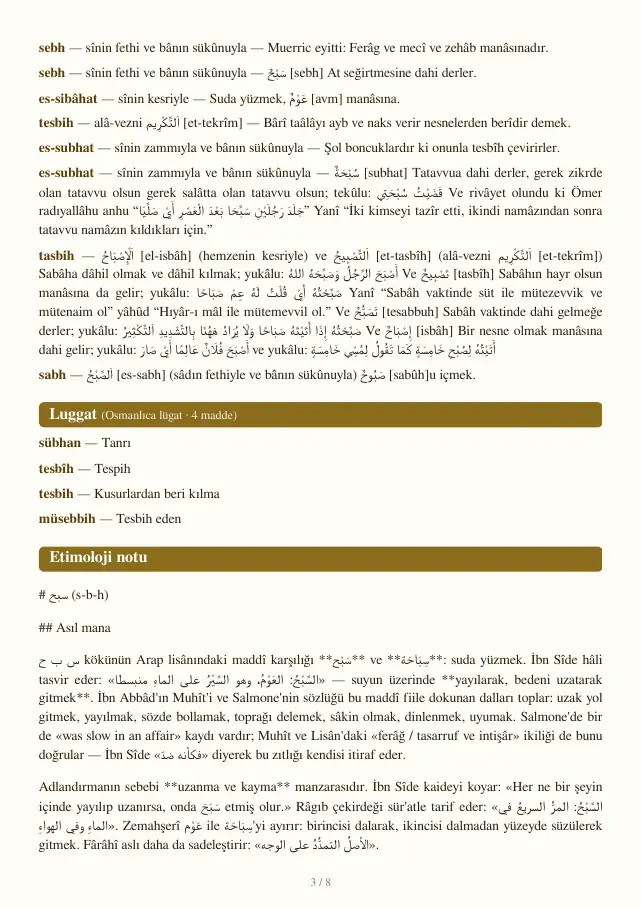 sebh — sînin fethi ve bânın sükûnuyla — Muerric eyitti: Ferâg ve mecî ve zehâb manâsınadır.
sebh — sînin fethi ve bânın sükûnuyla — سَبْحٌ [sebh] At seğirtmesine dahi derler.
es-sibâhat — sînin kesriyle — Suda yüzmek, عَوْمٌ [avm] manâsına.
tesbih — alâ-vezni اَلتَّكْرِيم [et-tekrîm] — Bârî taâlâyı ayb ve naks verir nesnelerden berîdir demek.
es-subhat — sînin zammıyla ve bânın sükûnuyla — Şol boncuklardır ki onunla tesbîh çevirirler.
es-subhat — sînin zammıyla ve bânın sükûnuyla — سُبْحَةٌ [subhat] Tatavvua dahi derler, gerek zikrde
olan tatavvu olsun gerek salâtta olan tatavvu olsun; tekûlu: قَضَيْتُ سُبْحَتِي Ve rivâyet olundu ki Ömer
radıyallâhu anhu “جَلَدَ رَجُلَيْنِ سَبَّحَا بَعْدَ الْعَصْرِ أَيْ صَلَّيَا” Yanî “İki kimseyi tazîr etti, ikindi namâzından sonra
tatavvu namâzın kıldıkları için.”
tasbih — اَلْإِصْبَاحُ [el-isbâh] (hemzenin kesriyle) ve اَلتَّصْبِيحُ [et-tasbîh] (alâ-vezni اَلتَّكْرِيم [et-tekrîm])
Sabâha dâhil olmak ve dâhil kılmak; yukâlu: أَصْبَحَ الرَّجُلُ وَصَبَّحَهُ اللهُ Ve تَصْبِيحٌ [tasbîh] Sabâhın hayr olsun
manâsına da gelir; yukâlu: صَبَّحْتُهُ أَيْ قُلْتُ لَهُ عِمْ صَبَاحًا Yanî “Sabâh vaktinde süt ile mütezevvik ve
mütenaim ol” yâhûd “Hıyâr-ı mâl ile mütemevvil ol.” Ve تَصَبُّحٌ [tesabbuh] Sabâh vaktinde dahi gelmeğe
derler; yukâlu: صَبَّحْتُهُ إِذَا أَتَيْتَهُ صَبَاحًا وَلَا يُرَادُ هَهُنَا بِالتَّشْدِيدِ اَلتَّكْثِيرُ Ve إِصْبَاحٌ [isbâh] Bir nesne olmak manâsına
dahi gelir; yukâlu: أَصْبَحَ فُلَانٌ عَالِمًا أَيْ صَارَ ve yukâlu: أَتَيْتُهُ لِصُبْحِ خَامِسَةٍ كَمَا تَقُولُ لِمُسْيِ خَامِسَةٍ
sabh — اَلصَّبْحُ [es-sabh] (sâdın fethiyle ve bânın sükûnuyla) صَبُوحٌ [sabûh]u içmek.
Luggat (Osmanlıca lügat · 4 madde)
sübhan — Tanrı
tesbîh — Tespih
tesbih — Kusurlardan beri kılma
müsebbih — Tesbih eden
Etimoloji notu
# سبح (s-b-h)
## Asıl mana
س ب ح kökünün Arap lisânındaki maddî karşılığı **سَبْح** ve **سِبَاحَة**: suda yüzmek. İbn Sîde hâli
tasvir eder: «السَّبْحُ: العَوْمُ، وهو السَّيْرُ على الماءِ منبسطا» — suyun üzerinde **yayılarak, bedeni uzatarak
gitmek**. İbn Abbâd'ın Muhît'i ve Salmone'nin sözlüğü bu maddî fiile dokunan dalları toplar: uzak yol
gitmek, yayılmak, sözde bollamak, toprağı delemek, sâkin olmak, dinlenmek, uyumak. Salmone'de bir
de «was slow in an affair» kaydı vardır; Muhît ve Lisân'daki «ferâğ / tasarruf ve intişâr» ikiliği de bunu
doğrular — İbn Sîde «فكأنه ضدّ» diyerek bu zıtlığı kendisi itiraf eder.
Adlandırmanın sebebi **uzanma ve kayma** manzarasıdır. İbn Sîde kaideyi koyar: «Her ne bir şeyin
içinde yayılıp uzanırsa, onda سَبَحَ etmiş olur.» Râgıb çekirdeği sür'atle tarif eder: «السَّبْحُ: المرُّ السريعُ في
الماءِ وفى الهواءِ». Zemahşerî عَوْم ile سِبَاحَة'yi ayırır: birincisi dalarak, ikincisi dalmadan yüzeyde süzülerek
gitmek. Fârâhî aslı daha da sadeleştirir: «الأصلُ التمدُّدُ على الوجه».
3 / 8